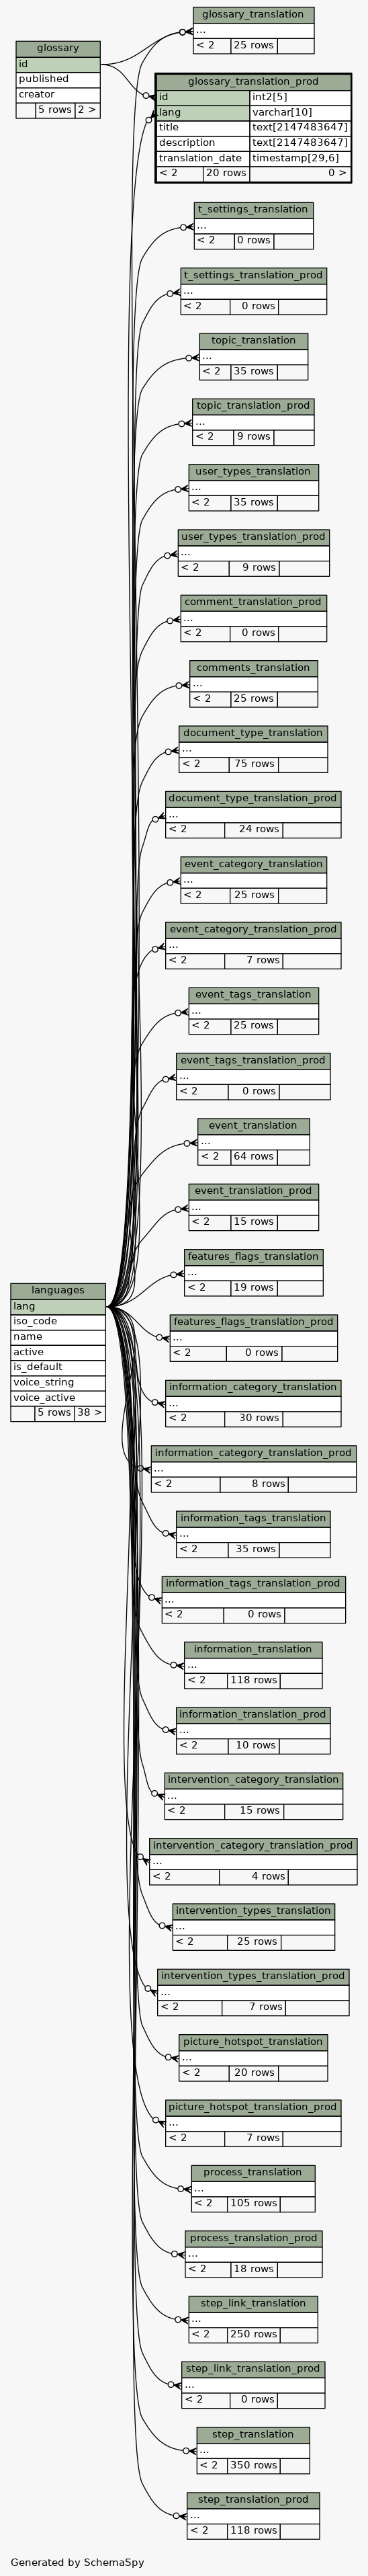 glossary_translation
...
< 2 25 rows
glossary
id
published
creator
5 rows 2 >
glossary_translation_prod
id int2[5]
lang varchar[10]
title text[2147483647]
description text[2147483647]
translation_date timestamp[29,6]
< 2 20 rows 0 >
t_settings_translation
...
< 2 0 rows
t_settings_translation_prod
...
< 2 0 rows
topic_translation
...
< 2 35 rows
topic_translation_prod
...
< 2 9 rows
user_types_translation
...
< 2 35 rows
user_types_translation_prod
...
< 2 9 rows
comment_translation_prod
...
< 2 0 rows
comments_translation
...
< 2 25 rows
document_type_translation
...
< 2 75 rows
document_type_translation_prod
...
< 2 24 rows
event_category_translation
...
< 2 25 rows
event_category_translation_prod
...
< 2 7 rows
event_tags_translation
...
< 2 25 rows
event_tags_translation_prod
...
< 2 0 rows
event_translation
...
< 2 64 rows
event_translation_prod
...
< 2 15 rows
features_flags_translation
...
< 2 19 rows
languages
lang
iso_code
name
active
is_default
voice_string
voice_active
5 rows 38 >
features_flags_translation_prod
...
< 2 0 rows
information_category_translation
...
< 2 30 rows
information_category_translation_prod
...
< 2 8 rows
information_tags_translation
...
< 2 35 rows
information_tags_translation_prod
...
< 2 0 rows
information_translation
...
< 2 118 rows
information_translation_prod
...
< 2 10 rows
intervention_category_translation
...
< 2 15 rows
intervention_category_translation_prod
...
< 2 4 rows
intervention_types_translation
...
< 2 25 rows
intervention_types_translation_prod
...
< 2 7 rows
picture_hotspot_translation
...
< 2 20 rows
picture_hotspot_translation_prod
...
< 2 7 rows
process_translation
...
< 2 105 rows
process_translation_prod
...
< 2 18 rows
step_link_translation
...
< 2 250 rows
step_link_translation_prod
...
< 2 0 rows
step_translation
...
< 2 350 rows
step_translation_prod
...
< 2 118 rows
Generated by SchemaSpy